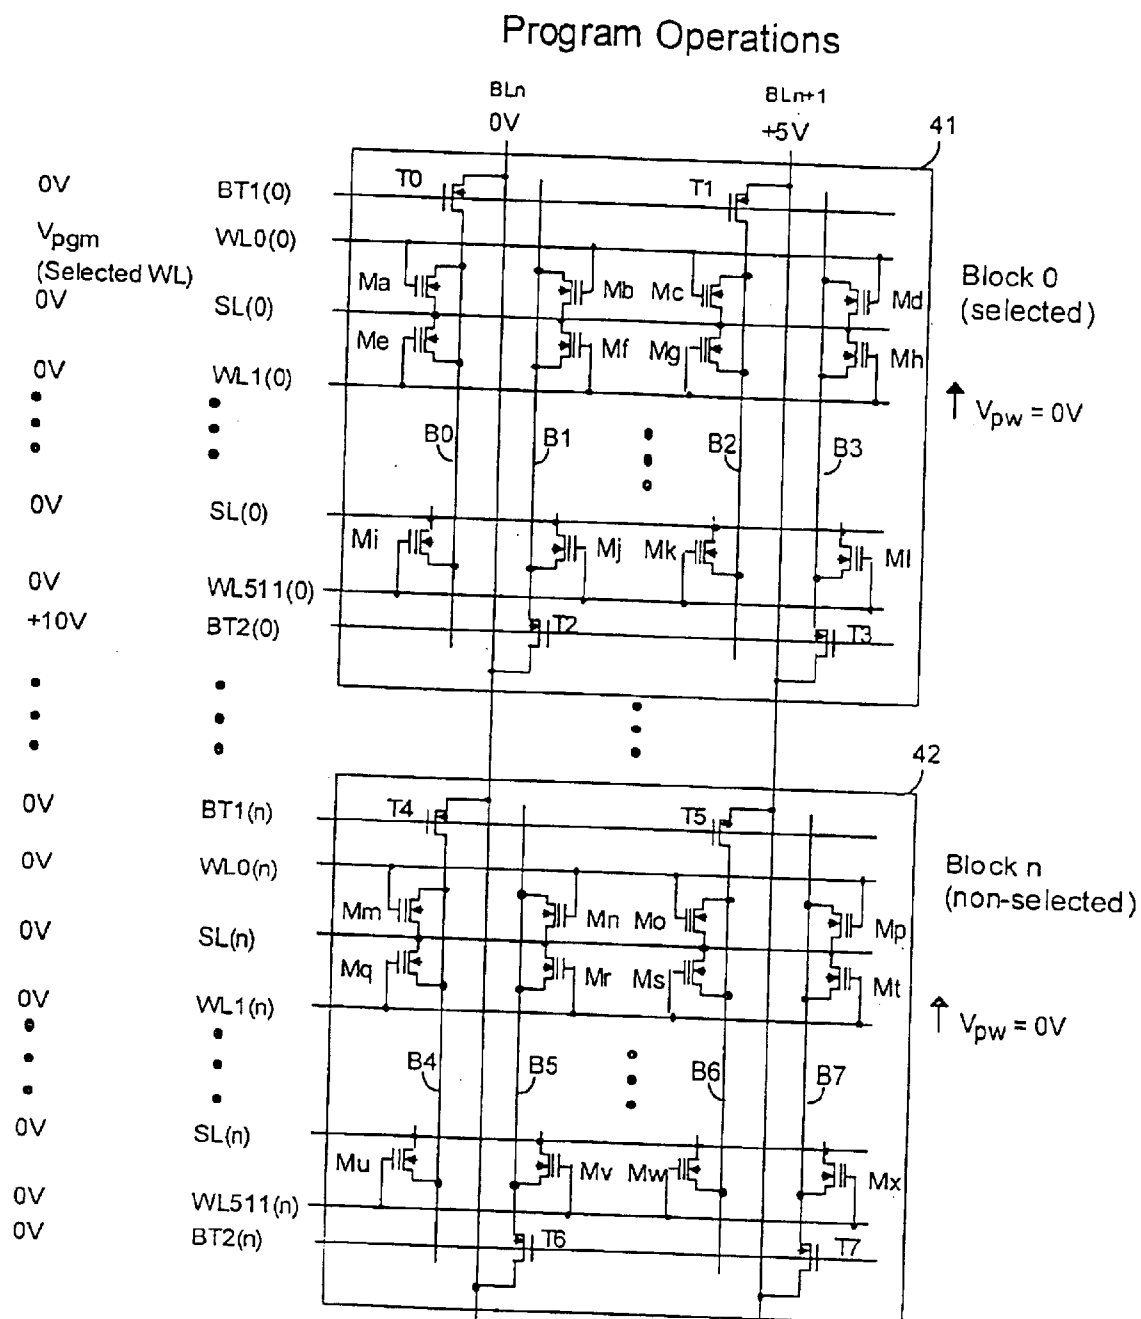 Program Operations
BLn
0V
BLn+1
+5V
41
0V BT1(0) T0 T1
Vpgm WL0(0)
(Selected WL)
Ma Mb Mc Md
0V SL(0)
Me Mf Mg Mh
0V WL1(0)
Block 0
(selected)
Vpw = 0V
B0 B1 B2 B3
0V SL(0)
Mi Mj Mk Ml
0V WL511(0)
+10V BT2(0) T2 T3
42
0V BT1(n) T4 T5
0V WL0(n)
Mm Mn Mo Mp
0V SL(n)
Mq Mr Ms Mt
0V WL1(n)
Block n
(non-selected)
Vpw = 0V
B4 B5 B6 B7
0V SL(n)
Mu Mv Mw Mx
0V WL511(n)
0V BT2(n) T6 T7